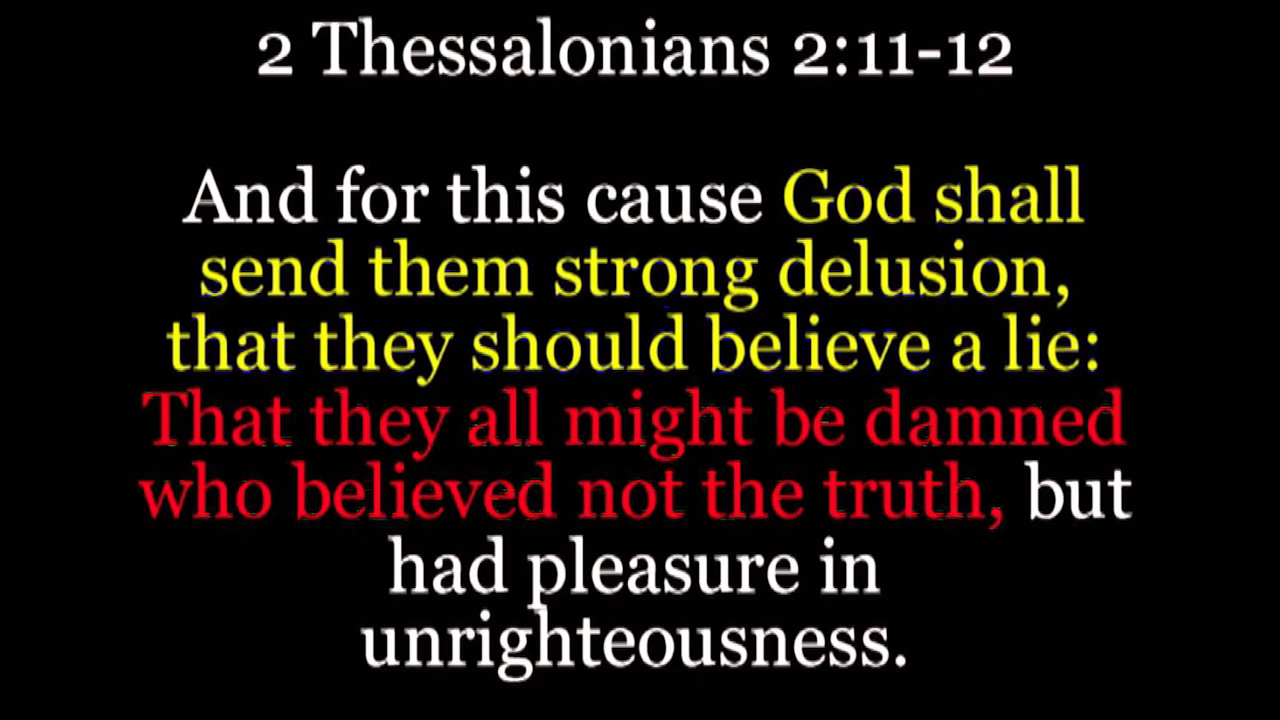 2 Thessalonians 2:11-12
And for this cause God shall
send them strong delusion,
that they should believe a lie:
That they all might be damned
who believed not the truth, but
had pleasure in
unrighteousness.